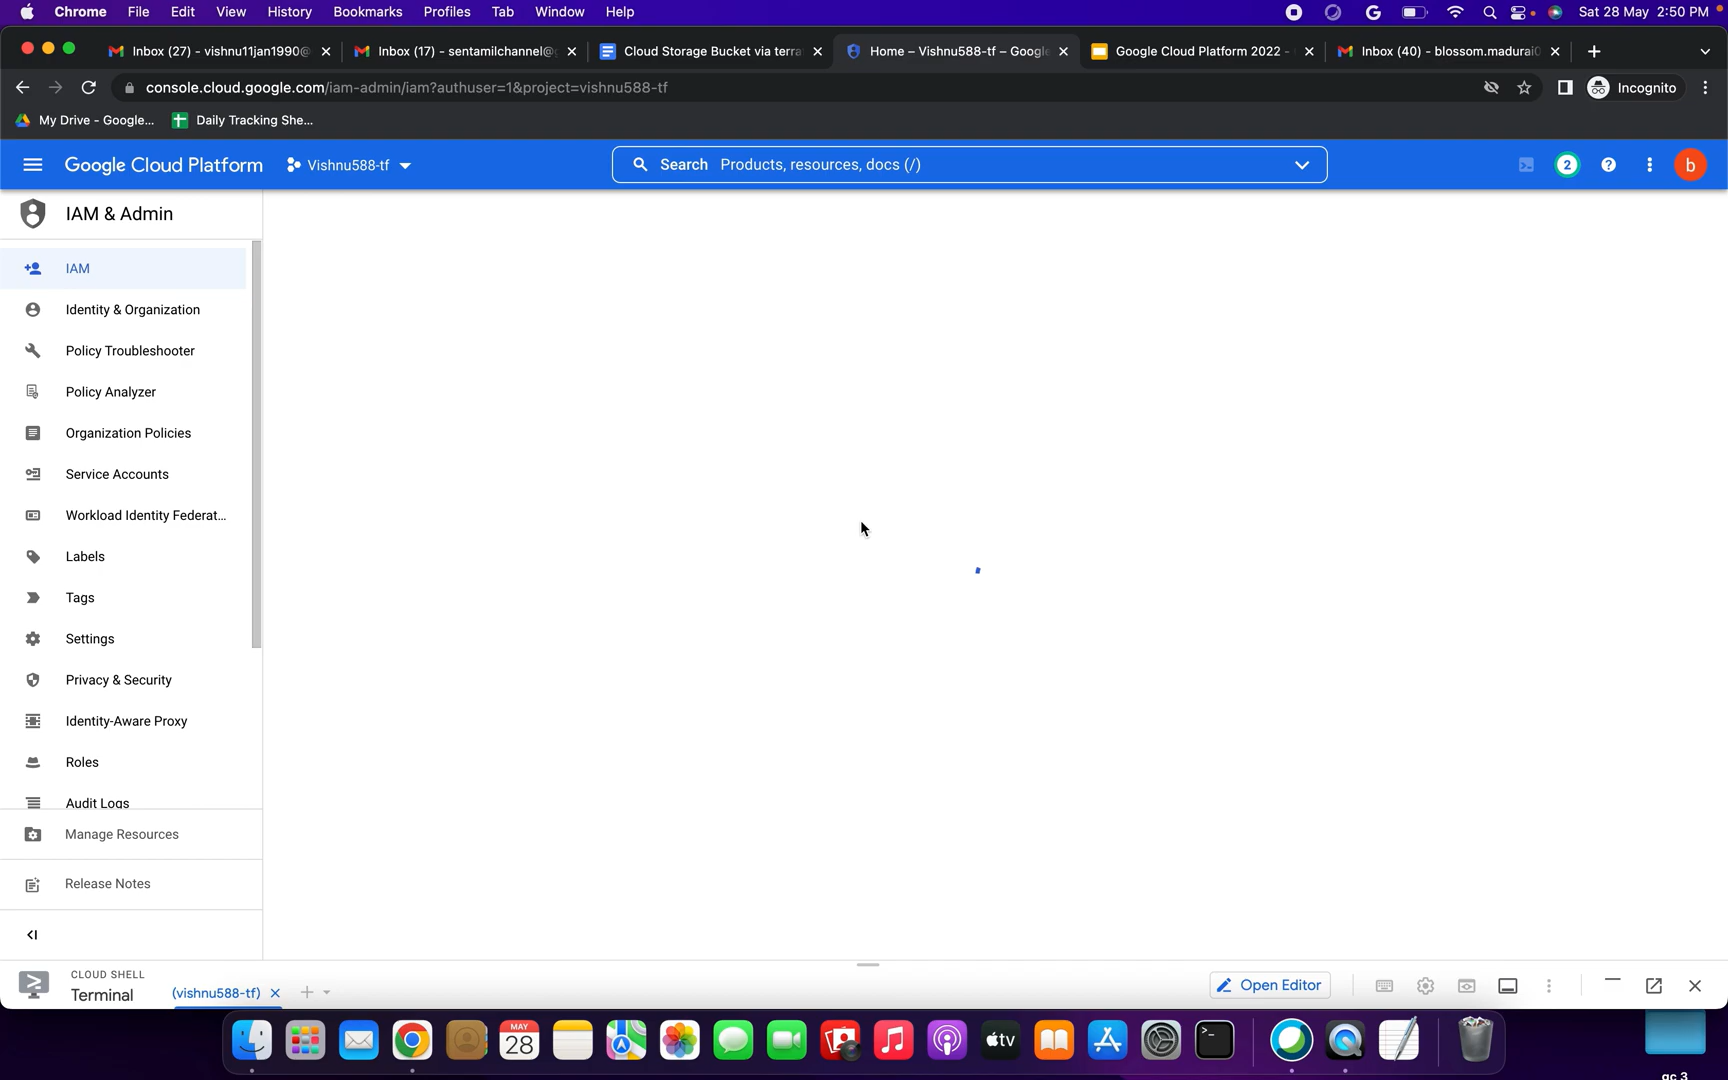 Chrome File Edit View History Bookmarks Profiles Tab Window Help Sat 28 May 2:50 PM
Inbox (27) - vishnu11jan1990@ Inbox (17) - sentamilchannel@g Cloud Storage Bucket via terra Home – Vishnu588-tf – Google Google Cloud Platform 2022 - Inbox (40) - blossom.madurai
console.cloud.google.com/iam-admin/iam?authuser=1&project=vishnu588-tf Incognito
My Drive - Google... Daily Tracking She...
Google Cloud Platform Vishnu588-tf Search Products, resources, docs (/) 2 b
IAM & Admin
IAM
Identity & Organization
Policy Troubleshooter
Policy Analyzer
Organization Policies
Service Accounts
Workload Identity Federat...
Labels
Tags
Settings
Privacy & Security
Identity-Aware Proxy
Roles
Audit Logs
Manage Resources
Release Notes
CLOUD SHELL
Terminal (vishnu588-tf) Open Editor
MAY
28
tv
gc 3